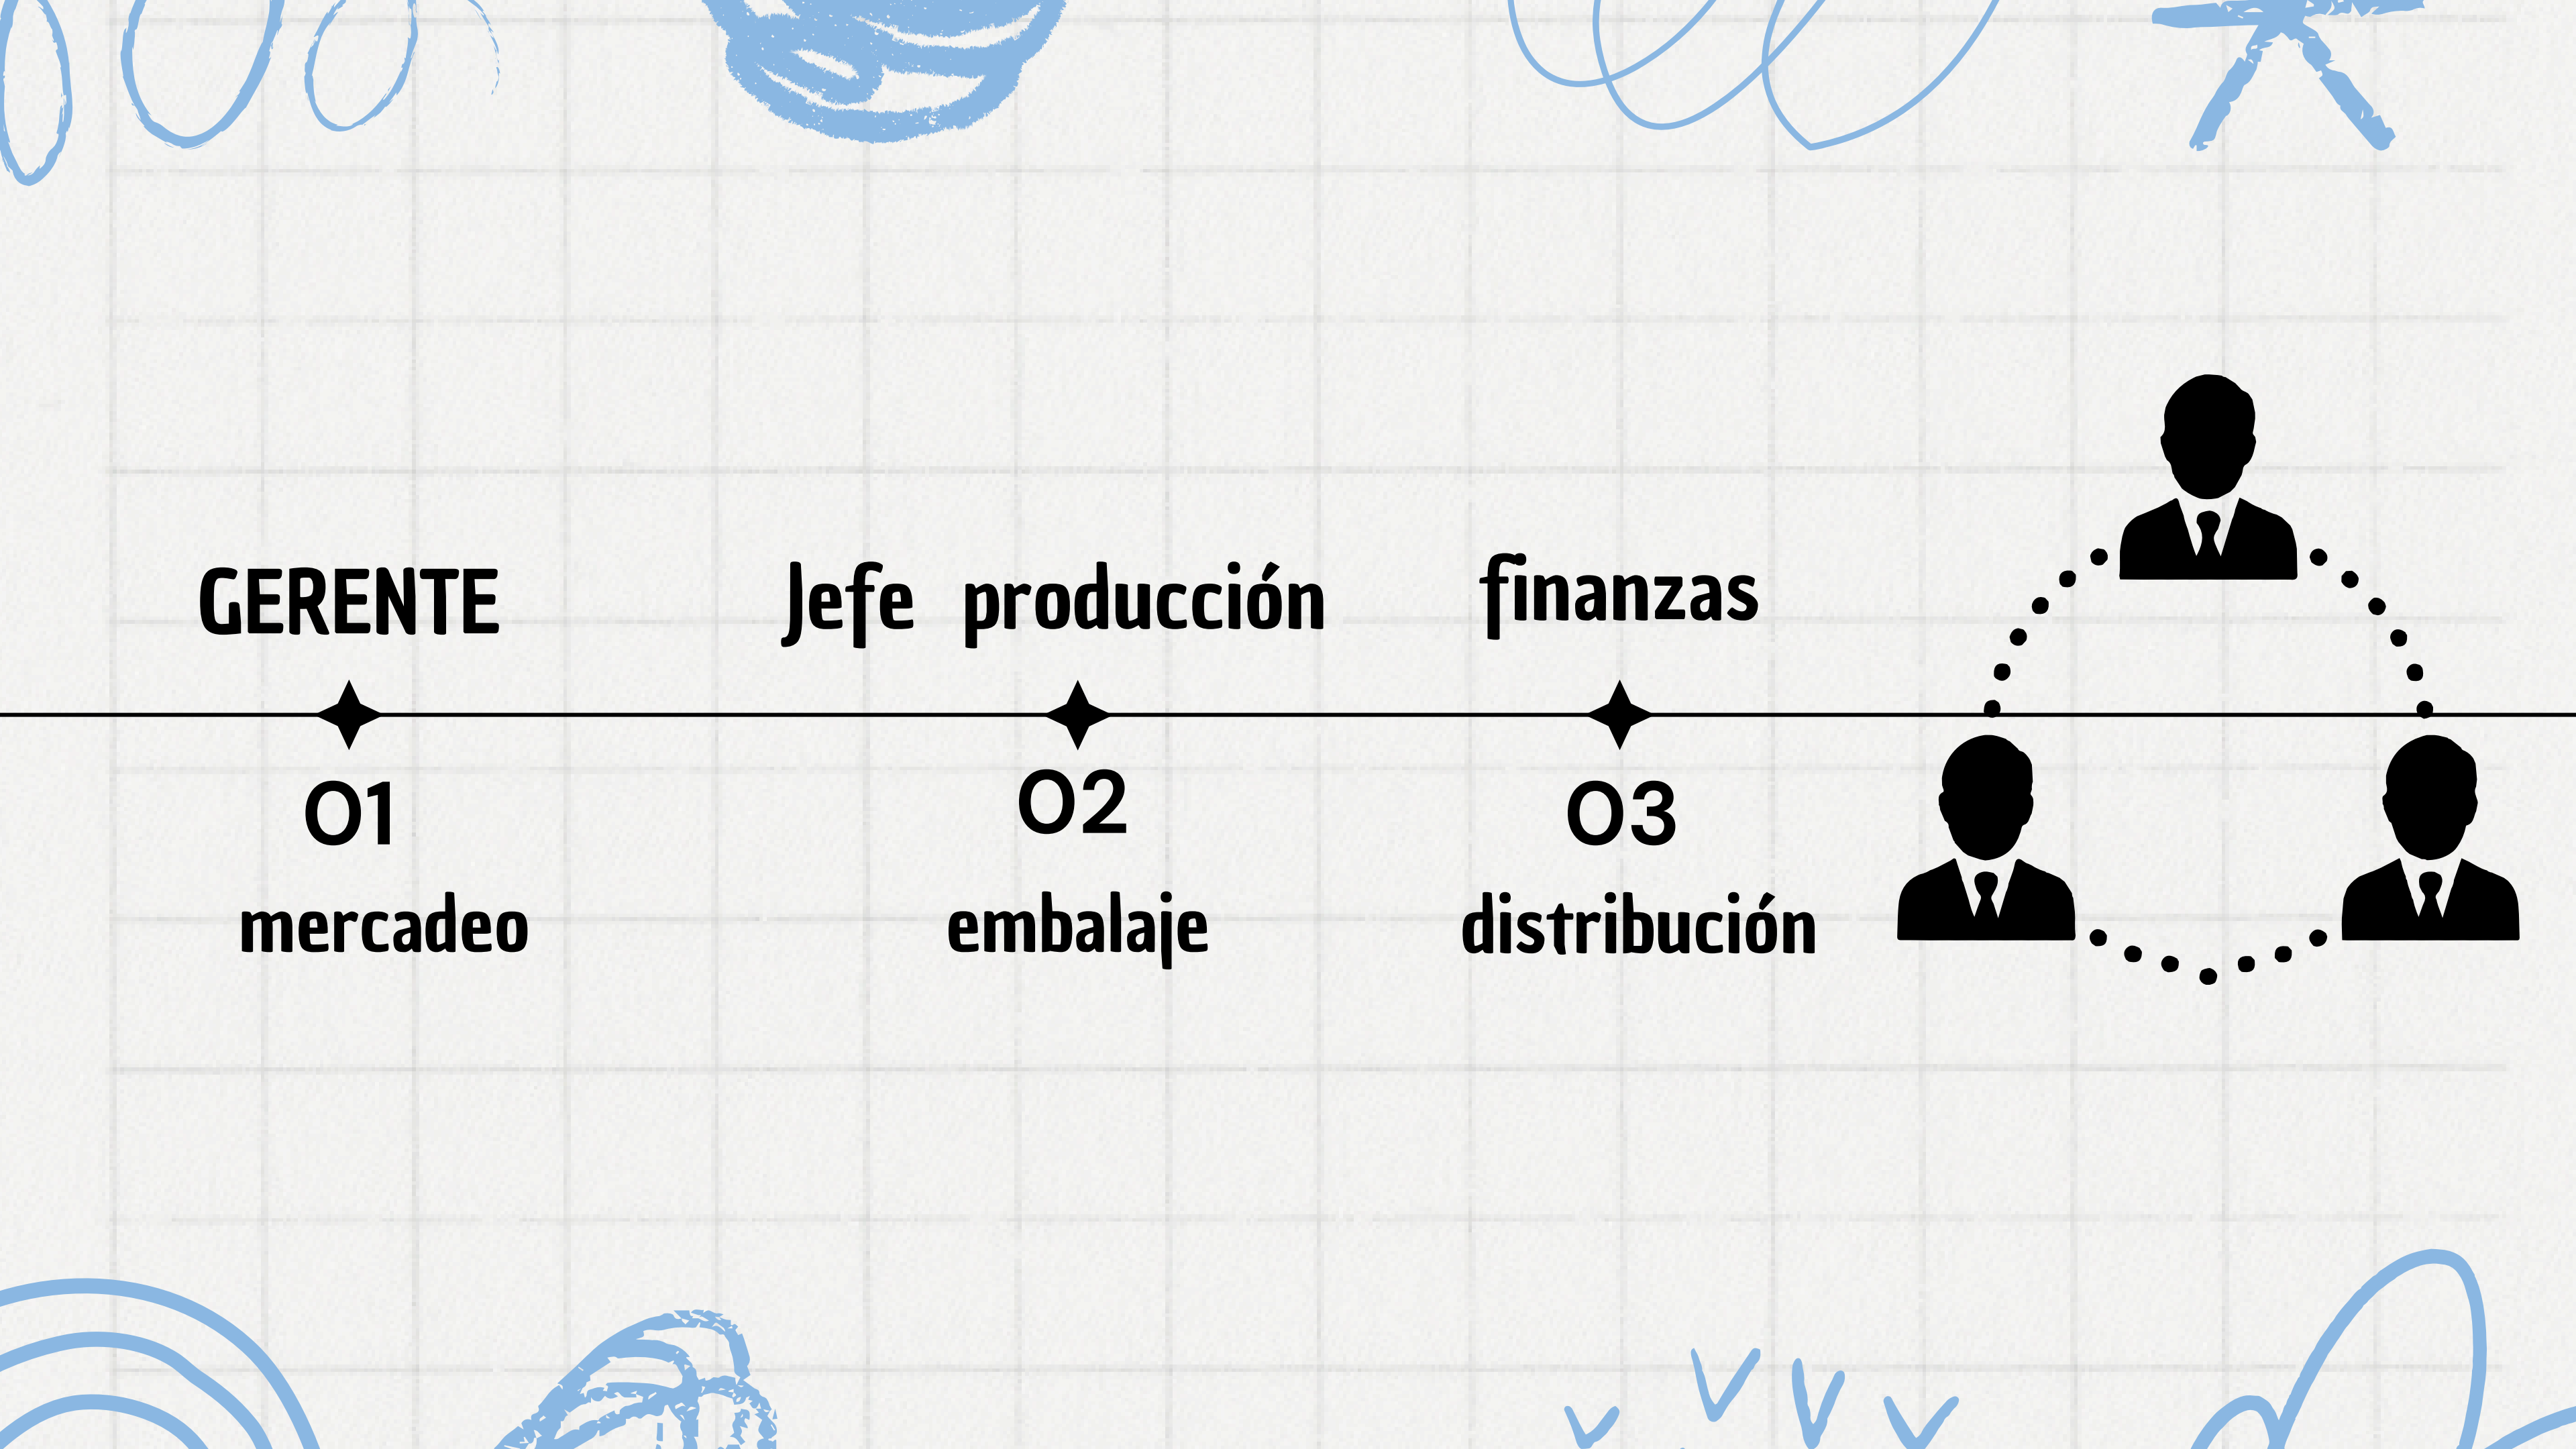 GERENTE
Jefe producción
finanzas
01
02
03
mercadeo
embalaje
distribución